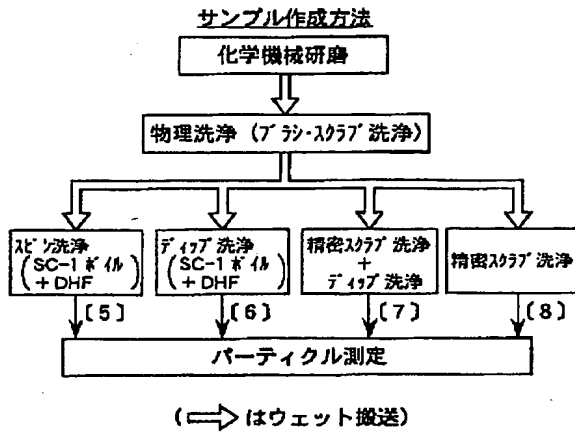 サンプル作成方法
化学機械研磨
物理洗浄（ブラシ・スクラブ洗浄）
スピン洗浄
（SC-1ボイル
+DHF）
ディップ洗浄
（SC-1ボイル
+DHF）
精密スクラブ洗浄
+
ディップ洗浄
精密スクラブ洗浄
〔5〕
〔6〕
〔7〕
〔8〕
パーティクル測定
（⇨はウェット搬送）